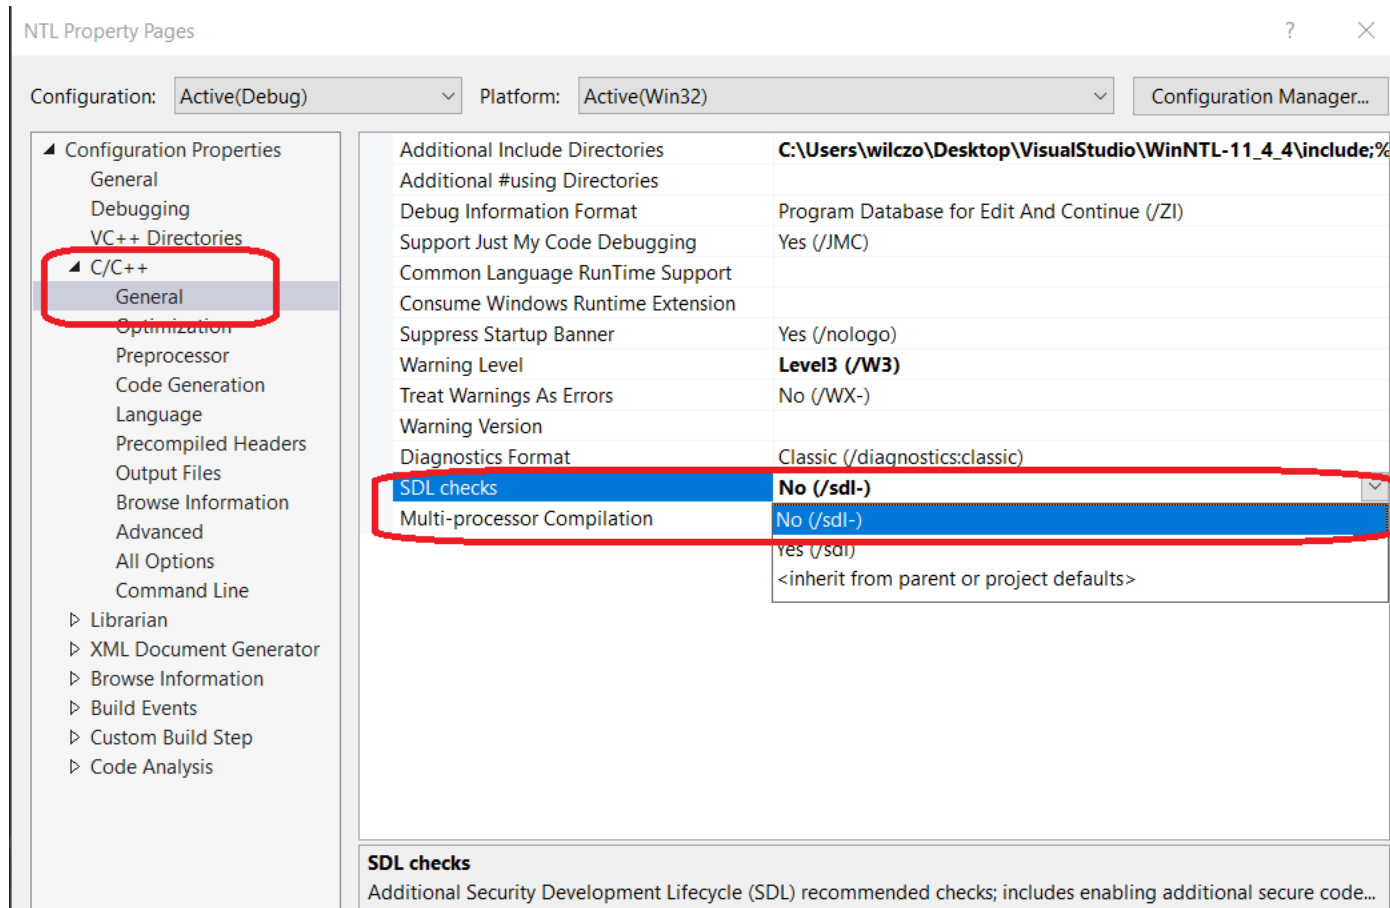 NTL Property Pages
Configuration: Active(Debug) Platform: Active(Win32) Configuration Manager...
Configuration Properties
General
Debugging
VC++ Directories
C/C++
General
Optimization
Preprocessor
Code Generation
Language
Precompiled Headers
Output Files
Browse Information
Advanced
All Options
Command Line
Librarian
XML Document Generator
Browse Information
Build Events
Custom Build Step
Code Analysis
Additional Include Directories C:\Users\wilczo\Desktop\VisualStudio\WinNTL-11_4_4\include;%
Additional #using Directories
Debug Information Format Program Database for Edit And Continue (/ZI)
Support Just My Code Debugging Yes (/JMC)
Common Language RunTime Support
Consume Windows Runtime Extension
Suppress Startup Banner Yes (/nologo)
Warning Level Level3 (/W3)
Treat Warnings As Errors No (/WX-)
Warning Version
Diagnostics Format Classic (/diagnostics:classic)
SDL checks No (/sdl-)
Multi-processor Compilation No (/sdl-)
Yes (/sdl)
<inherit from parent or project defaults>
SDL checks
Additional Security Development Lifecycle (SDL) recommended checks; includes enabling additional secure code...